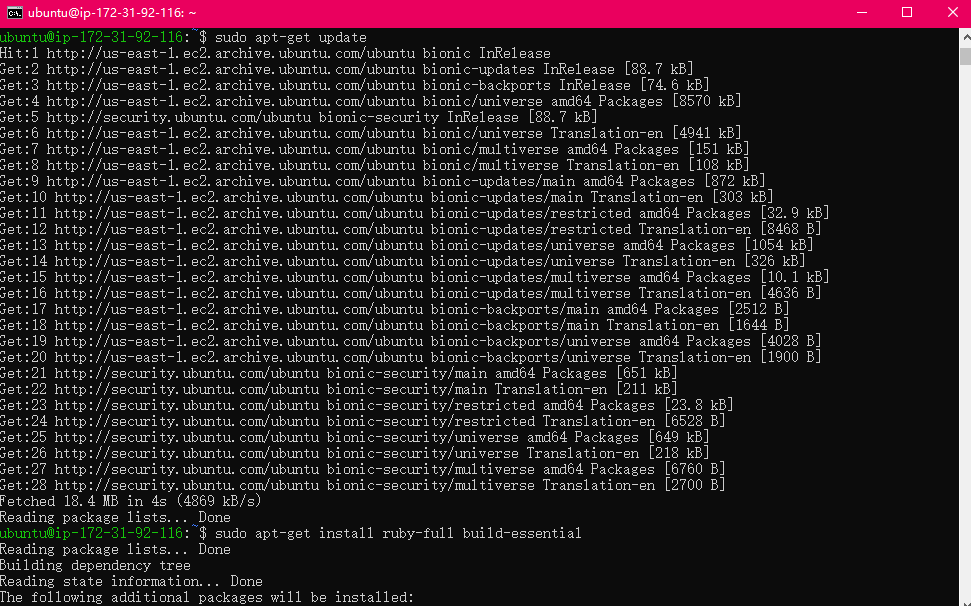 ubuntu@ip-172-31-92-116: ~
ubuntu@ip-172-31-92-116:~$ sudo apt-get update
Hit:1 http://us-east-1.ec2.archive.ubuntu.com/ubuntu bionic InRelease
Get:2 http://us-east-1.ec2.archive.ubuntu.com/ubuntu bionic-updates InRelease [88.7 kB]
Get:3 http://us-east-1.ec2.archive.ubuntu.com/ubuntu bionic-backports InRelease [74.6 kB]
Get:4 http://us-east-1.ec2.archive.ubuntu.com/ubuntu bionic/universe amd64 Packages [8570 kB]
Get:5 http://security.ubuntu.com/ubuntu bionic-security InRelease [88.7 kB]
Get:6 http://us-east-1.ec2.archive.ubuntu.com/ubuntu bionic/universe Translation-en [4941 kB]
Get:7 http://us-east-1.ec2.archive.ubuntu.com/ubuntu bionic/multiverse amd64 Packages [151 kB]
Get:8 http://us-east-1.ec2.archive.ubuntu.com/ubuntu bionic/multiverse Translation-en [108 kB]
Get:9 http://us-east-1.ec2.archive.ubuntu.com/ubuntu bionic-updates/main amd64 Packages [872 kB]
Get:10 http://us-east-1.ec2.archive.ubuntu.com/ubuntu bionic-updates/main Translation-en [303 kB]
Get:11 http://us-east-1.ec2.archive.ubuntu.com/ubuntu bionic-updates/restricted amd64 Packages [32.9 kB]
Get:12 http://us-east-1.ec2.archive.ubuntu.com/ubuntu bionic-updates/restricted Translation-en [8468 B]
Get:13 http://us-east-1.ec2.archive.ubuntu.com/ubuntu bionic-updates/universe amd64 Packages [1054 kB]
Get:14 http://us-east-1.ec2.archive.ubuntu.com/ubuntu bionic-updates/universe Translation-en [326 kB]
Get:15 http://us-east-1.ec2.archive.ubuntu.com/ubuntu bionic-updates/multiverse amd64 Packages [10.1 kB]
Get:16 http://us-east-1.ec2.archive.ubuntu.com/ubuntu bionic-updates/multiverse Translation-en [4636 B]
Get:17 http://us-east-1.ec2.archive.ubuntu.com/ubuntu bionic-backports/main amd64 Packages [2512 B]
Get:18 http://us-east-1.ec2.archive.ubuntu.com/ubuntu bionic-backports/main Translation-en [1644 B]
Get:19 http://us-east-1.ec2.archive.ubuntu.com/ubuntu bionic-backports/universe amd64 Packages [4028 B]
Get:20 http://us-east-1.ec2.archive.ubuntu.com/ubuntu bionic-backports/universe Translation-en [1900 B]
Get:21 http://security.ubuntu.com/ubuntu bionic-security/main amd64 Packages [651 kB]
Get:22 http://security.ubuntu.com/ubuntu bionic-security/main Translation-en [211 kB]
Get:23 http://security.ubuntu.com/ubuntu bionic-security/restricted amd64 Packages [23.8 kB]
Get:24 http://security.ubuntu.com/ubuntu bionic-security/restricted Translation-en [6528 B]
Get:25 http://security.ubuntu.com/ubuntu bionic-security/universe amd64 Packages [649 kB]
Get:26 http://security.ubuntu.com/ubuntu bionic-security/universe Translation-en [218 kB]
Get:27 http://security.ubuntu.com/ubuntu bionic-security/multiverse amd64 Packages [6760 B]
Get:28 http://security.ubuntu.com/ubuntu bionic-security/multiverse Translation-en [2700 B]
Fetched 18.4 MB in 4s (4869 kB/s)
Reading package lists... Done
ubuntu@ip-172-31-92-116:~$ sudo apt-get install ruby-full build-essential
Reading package lists... Done
Building dependency tree
Reading state information... Done
The following additional packages will be installed: